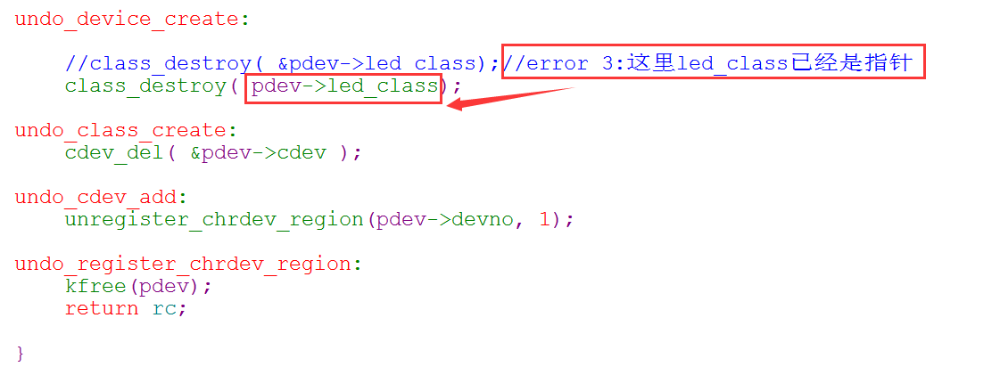 undo_device_create:
//class_destroy( &pdev->led_class);//error 3:这里led_class已经是指针
class_destroy( pdev->led_class);
undo_class_create:
cdev_del( &pdev->cdev );
undo_cdev_add:
unregister_chrdev_region(pdev->devno, 1);
undo_register_chrdev_region:
kfree(pdev);
return rc;
}